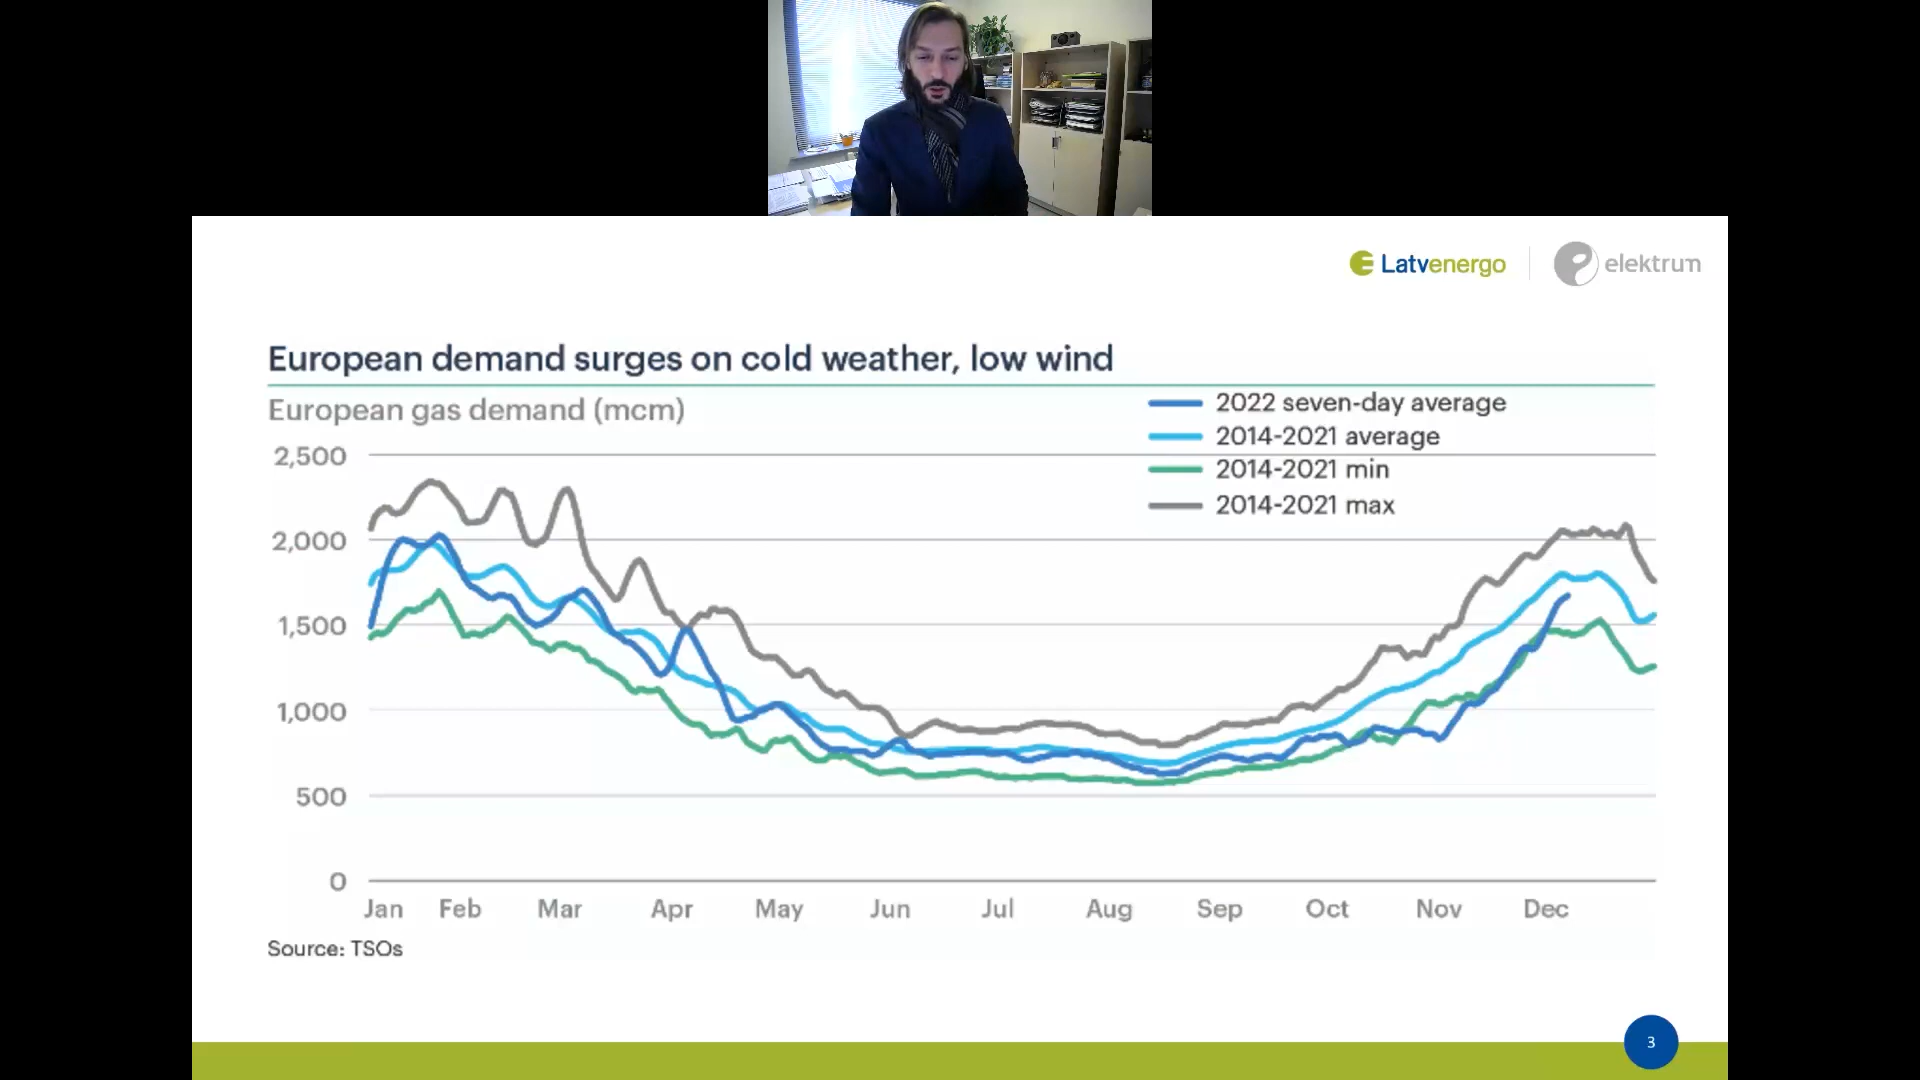 Latvenergo
elektrum
European demand surges on cold weather, low wind
European gas demand (mcm)
2022 seven-day average
2014-2021 average
2014-2021 min
2014-2021 max
2,500
2,000
1,500
1,000
500
0
Jan Feb Mar Apr May Jun Jul Aug Sep Oct Nov Dec
Source: TSOs
3